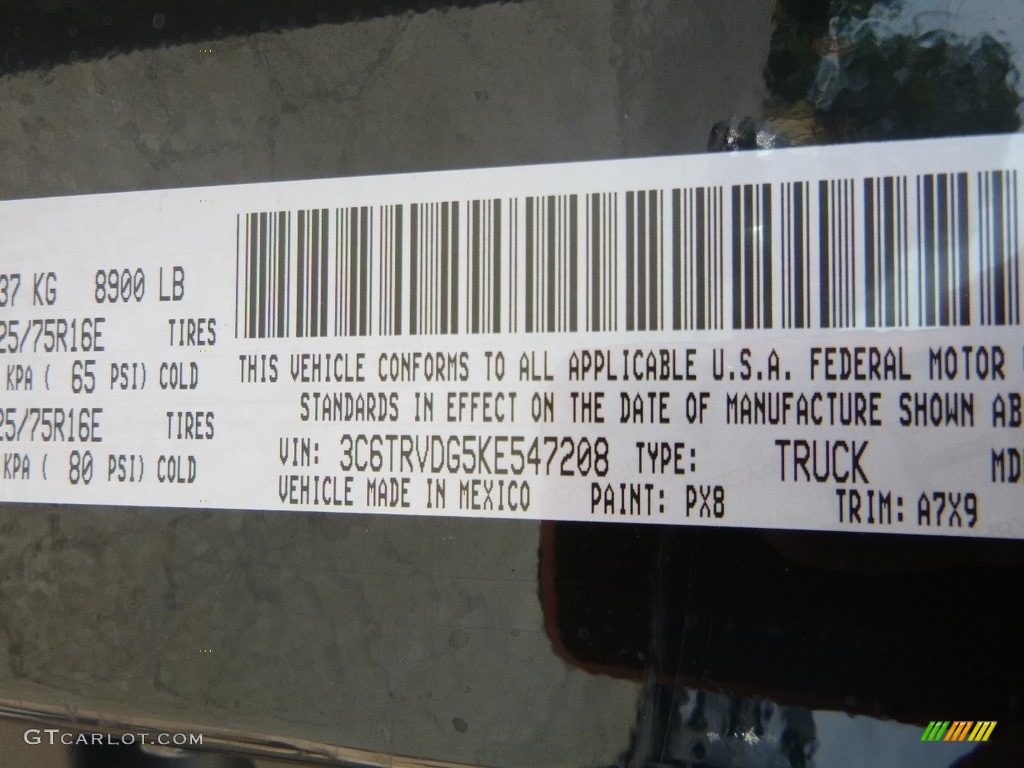 37 KG 8900 LB
25/75R16E TIRES
KPA ( 65 PSI) COLD
25/75R16E TIRES
KPA ( 80 PSI) COLD
THIS VEHICLE CONFORMS TO ALL APPLICABLE U.S.A. FEDERAL MOTOR
STANDARDS IN EFFECT ON THE DATE OF MANUFACTURE SHOWN AB
VIN: 3C6TRVDG5KE547208 TYPE: TRUCK MD
VEHICLE MADE IN MEXICO PAINT: PX8 TRIM: A7X9
GTCARLOT.COM